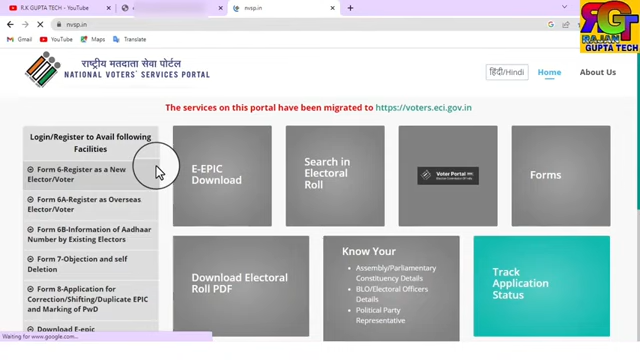 R.K GUPTA TECH - YouTube
nvsp.in
RGT
RAJAN
GUPTA TECH
nvsp.in
Gmail YouTube Maps Translate
राष्ट्रीय मतदाता सेवा पोर्टल
NATIONAL VOTERS' SERVICES PORTAL
हिंदी/Hindi Home About Us
The services on this portal have been migrated to https://voters.eci.gov.in
Login/Register to Avail following
Facilities
Form 6-Register as a New
Elector/Voter
Form 6A-Register as Overseas
Elector/Voter
Form 6B-Information of Aadhaar
Number by Existing Electors
Form 7-Objection and self
Deletion
Form 8-Application for
Correction/Shifting/Duplicate EPIC
and Marking of PwD
Download E-epic
E-EPIC
Download
Search in
Electoral
Roll
Voter Portal
Forms
Download Electoral
Roll PDF
Know Your
Assembly/Parliamentary
Constituency Details
BLO/Electoral Officers
Details
Political Party
Representative
Track
Application
Status
Waiting for www.google.com...